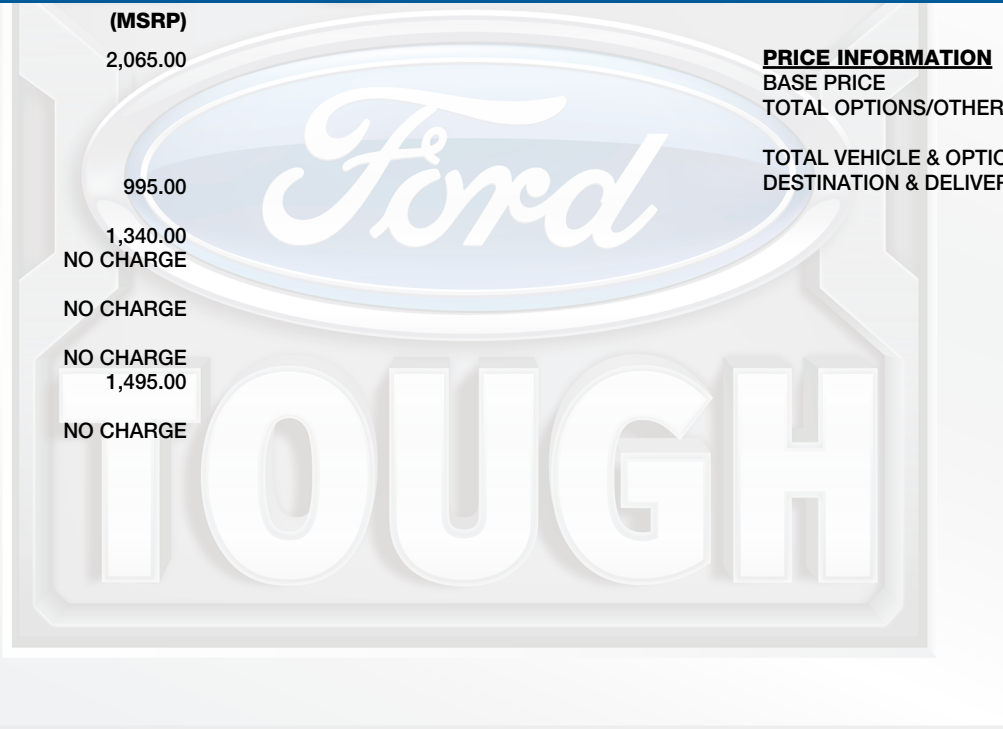 (MSRP)
2,065.00
995.00
1,340.00
NO CHARGE
NO CHARGE
NO CHARGE
1,495.00
NO CHARGE
PRICE INFORMATION
BASE PRICE
TOTAL OPTIONS/OTHER
TOTAL VEHICLE & OPTIO
DESTINATION & DELIVER
Ford
TOUGH